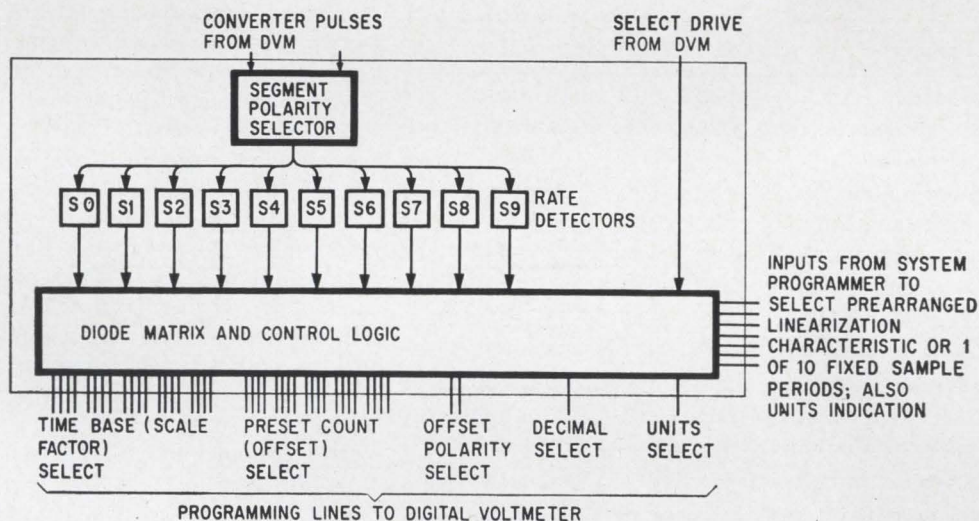 CONVERTER PULSES
FROM DVM
SELECT DRIVE
FROM DVM
SEGMENT
POLARITY
SELECTOR
S0 S1 S2 S3 S4 S5 S6 S7 S8 S9
RATE
DETECTORS
DIODE MATRIX AND CONTROL LOGIC
INPUTS FROM SYSTEM
PROGRAMMER TO
SELECT PREARRANGED
LINEARIZATION
CHARACTERISTIC OR 1
OF 10 FIXED SAMPLE
PERIODS; ALSO
UNITS INDICATION
TIME BASE (SCALE
FACTOR)
SELECT
PRESET COUNT
(OFFSET)
SELECT
OFFSET
POLARITY
SELECT
DECIMAL
SELECT
UNITS
SELECT
PROGRAMMING LINES TO DIGITAL VOLTMETER